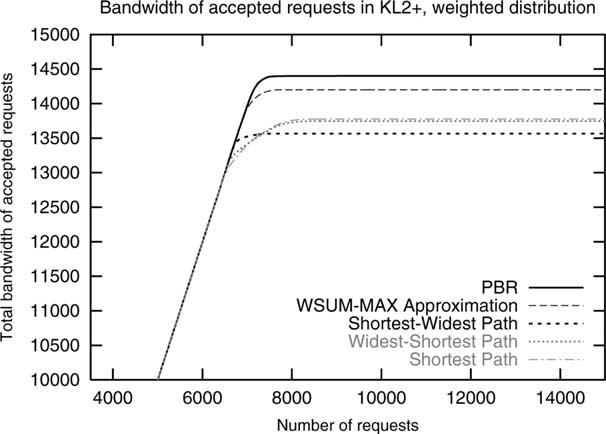 Bandwidth of accepted requests in KL2+, weighted distribution
Total bandwidth of accepted requests
15000
14500
14000
13500
13000
12500
12000
11500
11000
10500
10000
PBR
WSUM-MAX Approximation
Shortest-Widest Path
Widest-Shortest Path
Shortest Path
4000 6000 8000 10000 12000 14000
Number of requests